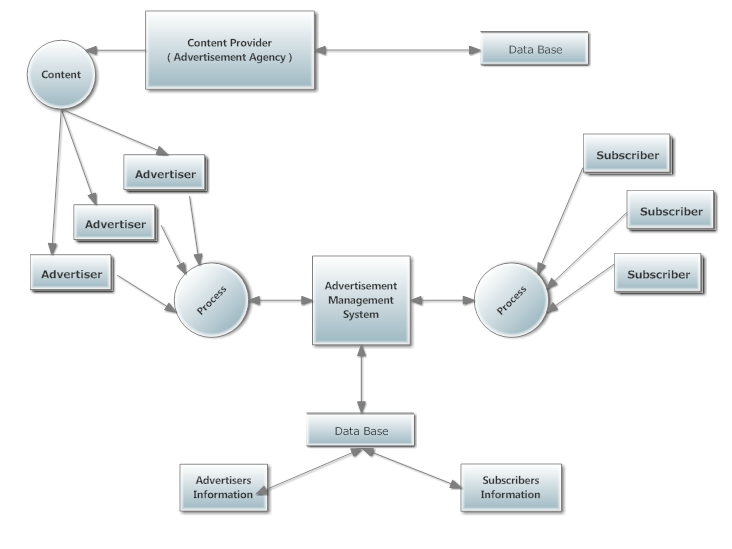 Content Provider
( Advertisement Agency )
Data Base
Content
Advertiser
Advertiser
Advertiser
Subscriber
Subscriber
Subscriber
Process
Advertisement
Management
System
Process
Data Base
Advertisers
Information
Subscribers
Information